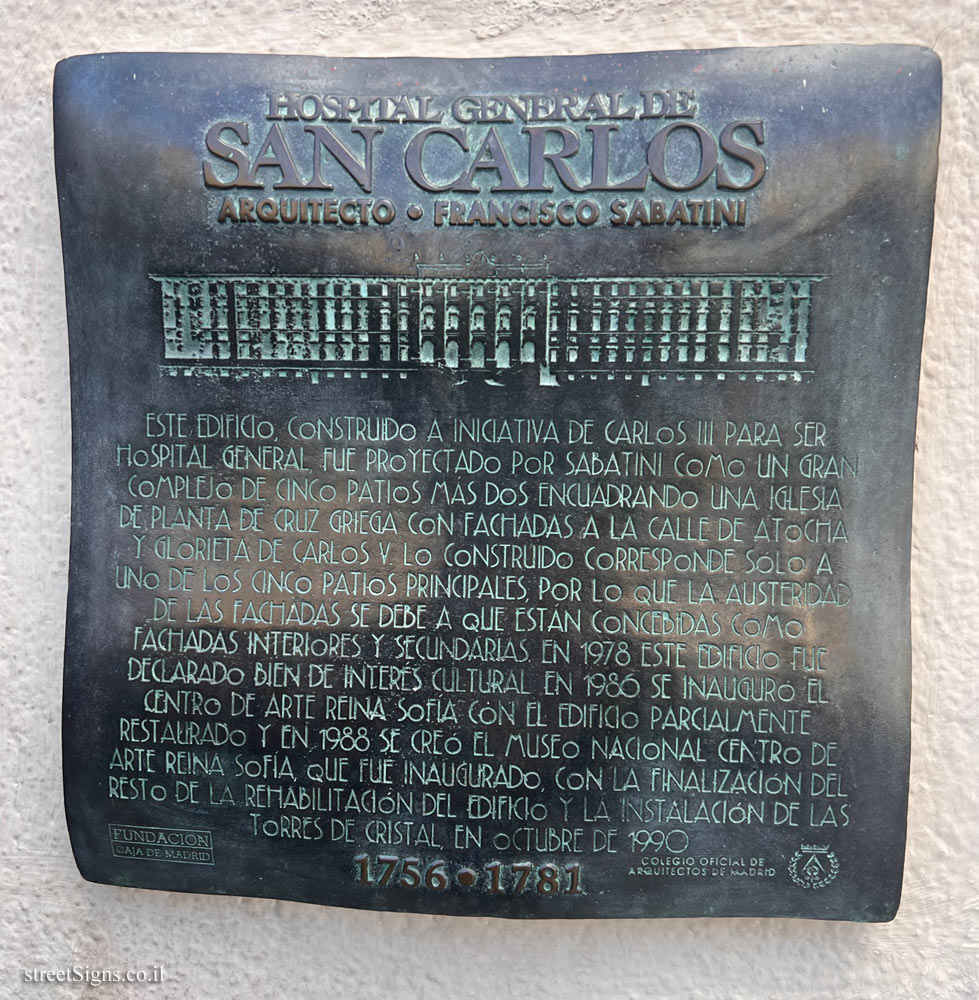 HOSPITAL GENERAL DE
SAN CARLOS
ARQUITECTO • FRANCISCO SABATINI
ESTE EDIFICIO, CONSTRUIDO A INICIATIVA DE CARLOS III PARA SER
HOSPITAL GENERAL, FUE PROYECTADO POR SABATINI COMO UN GRAN
COMPLEJO DE CINCO PATIOS MÁS DOS ENCUADRANDO UNA IGLESIA
DE PLANTA DE CRUZ GRIEGA CON FACHADAS A LA CALLE DE ATOCHA
Y GLORIETA DE CARLOS V. LO CONSTRUIDO CORRESPONDE SÓLO A
UNO DE LOS CINCO PATIOS PRINCIPALES, POR LO QUE LA AUSTERIDAD
DE LAS FACHADAS SE DEBE A QUE ESTÁN CONCEBIDAS COMO
FACHADAS INTERIORES Y SECUNDARIAS. EN 1978 ESTE EDIFICIO FUE
DECLARADO BIEN DE INTERÉS CULTURAL. EN 1986 SE INAUGURÓ EL
CENTRO DE ARTE REINA SOFÍA CON EL EDIFICIO PARCIALMENTE
RESTAURADO Y EN 1988 SE CREÓ EL MUSEO NACIONAL CENTRO DE
ARTE REINA SOFÍA, QUE FUE INAUGURADO, CON LA FINALIZACIÓN DEL
RESTO DE LA REHABILITACIÓN DEL EDIFICIO Y LA INSTALACIÓN DE LAS
TORRES DE CRISTAL, EN OCTUBRE DE 1990
FUNDACION
CAJA DE MADRID
1756 • 1781
COLEGIO OFICIAL DE
ARQUITECTOS DE MADRID
streetSigns.co.il